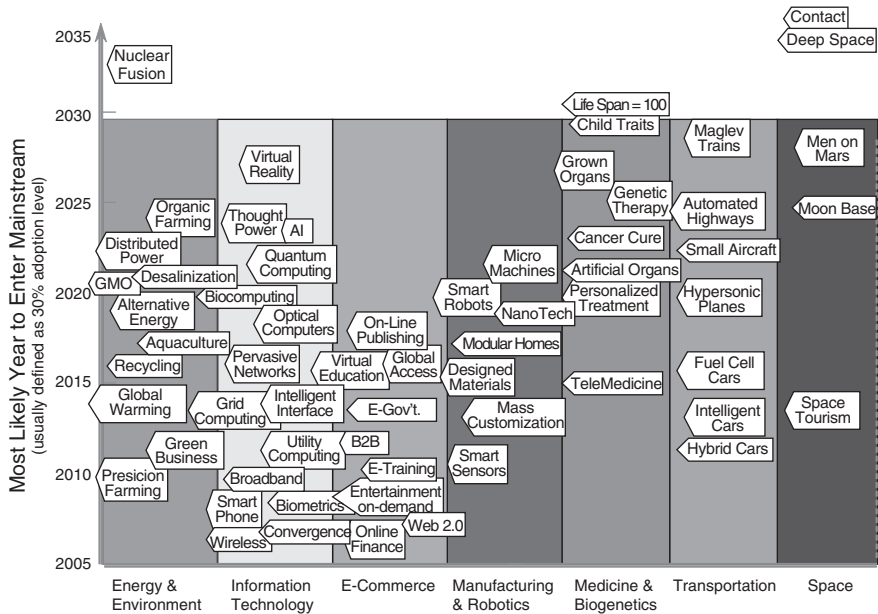 Most Likely Year to Enter Mainstream
(usually defined as 30% adoption level)
2035
2030
2025
2020
2015
2010
2005
Nuclear
Fusion
Organic
Farming
Distributed
Power
GMO
Desalinization
Alternative
Energy
Aquaculture
Recycling
Global
Warming
Green
Business
Presicion
Farming
Virtual
Reality
Thought
Power
AI
Quantum
Computing
Biocomputing
Optical
Computers
Pervasive
Networks
Grid
Computing
Intelligent
Interface
Utility
Computing
Broadband
Smart
Phone
Biometrics
Wireless
Convergence
On-Line
Publishing
Virtual
Education
Global
Access
E-Gov't.
B2B
E-Training
Entertainment
on-demand
Web 2.0
Online
Finance
Micro
Machines
Smart
Robots
NanoTech
Modular Homes
Designed
Materials
Mass
Customization
Smart
Sensors
Life Span = 100
Child Traits
Grown
Organs
Genetic
Therapy
Cancer Cure
Artificial Organs
Personalized
Treatment
TeleMedicine
Maglev
Trains
Automated
Highways
Small Aircraft
Hypersonic
Planes
Fuel Cell
Cars
Intelligent
Cars
Hybrid Cars
Contact
Deep Space
Men on
Mars
Moon Base
Space
Tourism
Energy &
Environment
Information
Technology
E-Commerce
Manufacturing
& Robotics
Medicine &
Biogenetics
Transportation
Space